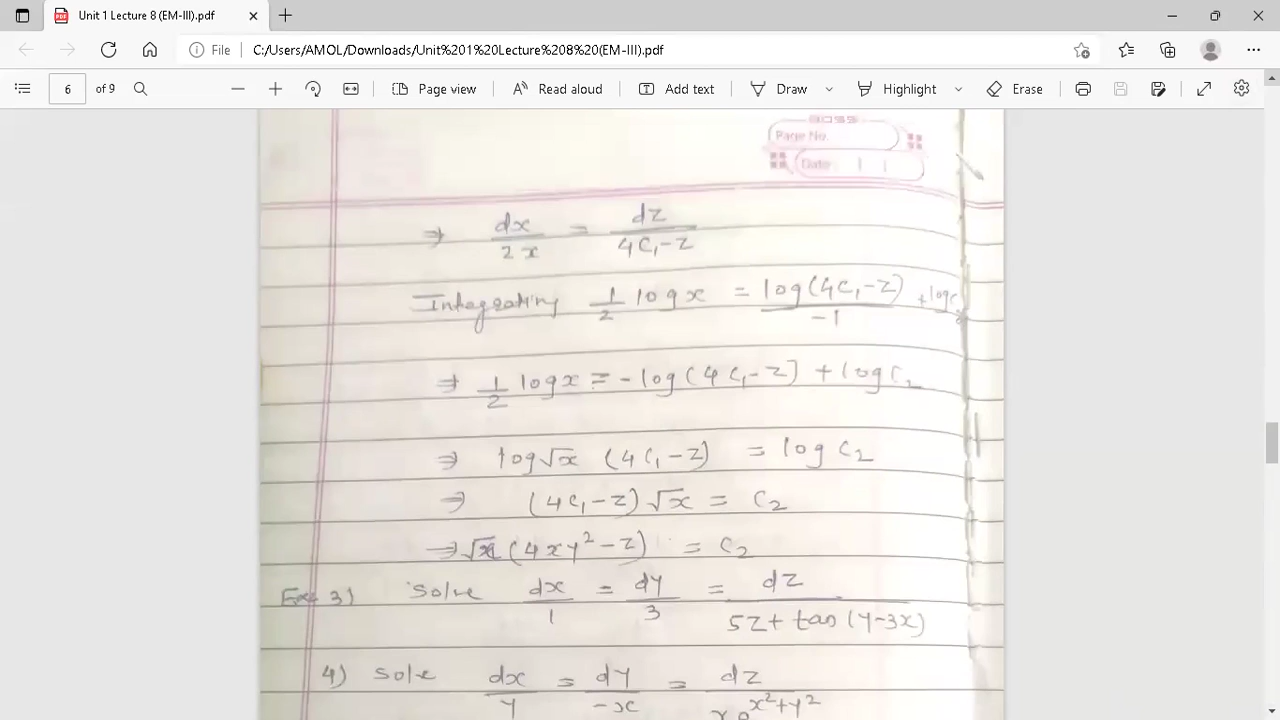 Unit 1 Lecture 8 (EM-III).pdf
File C:/Users/AMOL/Downloads/Unit%201%20Lecture%208%20(EM-III).pdf
6 of 9 Page view Read aloud Add text Draw Highlight Erase
Page No.
Date
⇒ dx/2x = dz/(4C₁-z)
Integrating 1/2 log x = log(4C₁-z)/-1 + log C₂
⇒ 1/2 log x = -log(4C₁-z) + log C₂
⇒ log √x (4C₁-z) = log C₂
⇒ (4C₁-z) √x = C₂
⇒ √x (4xy²-z) = C₂
Ex 3) Solve dx/1 = dy/3 = dz/(5z + tan(y-3x))
4) Solve dx/y = dy/-x = dz/(x e^(x²+y²))